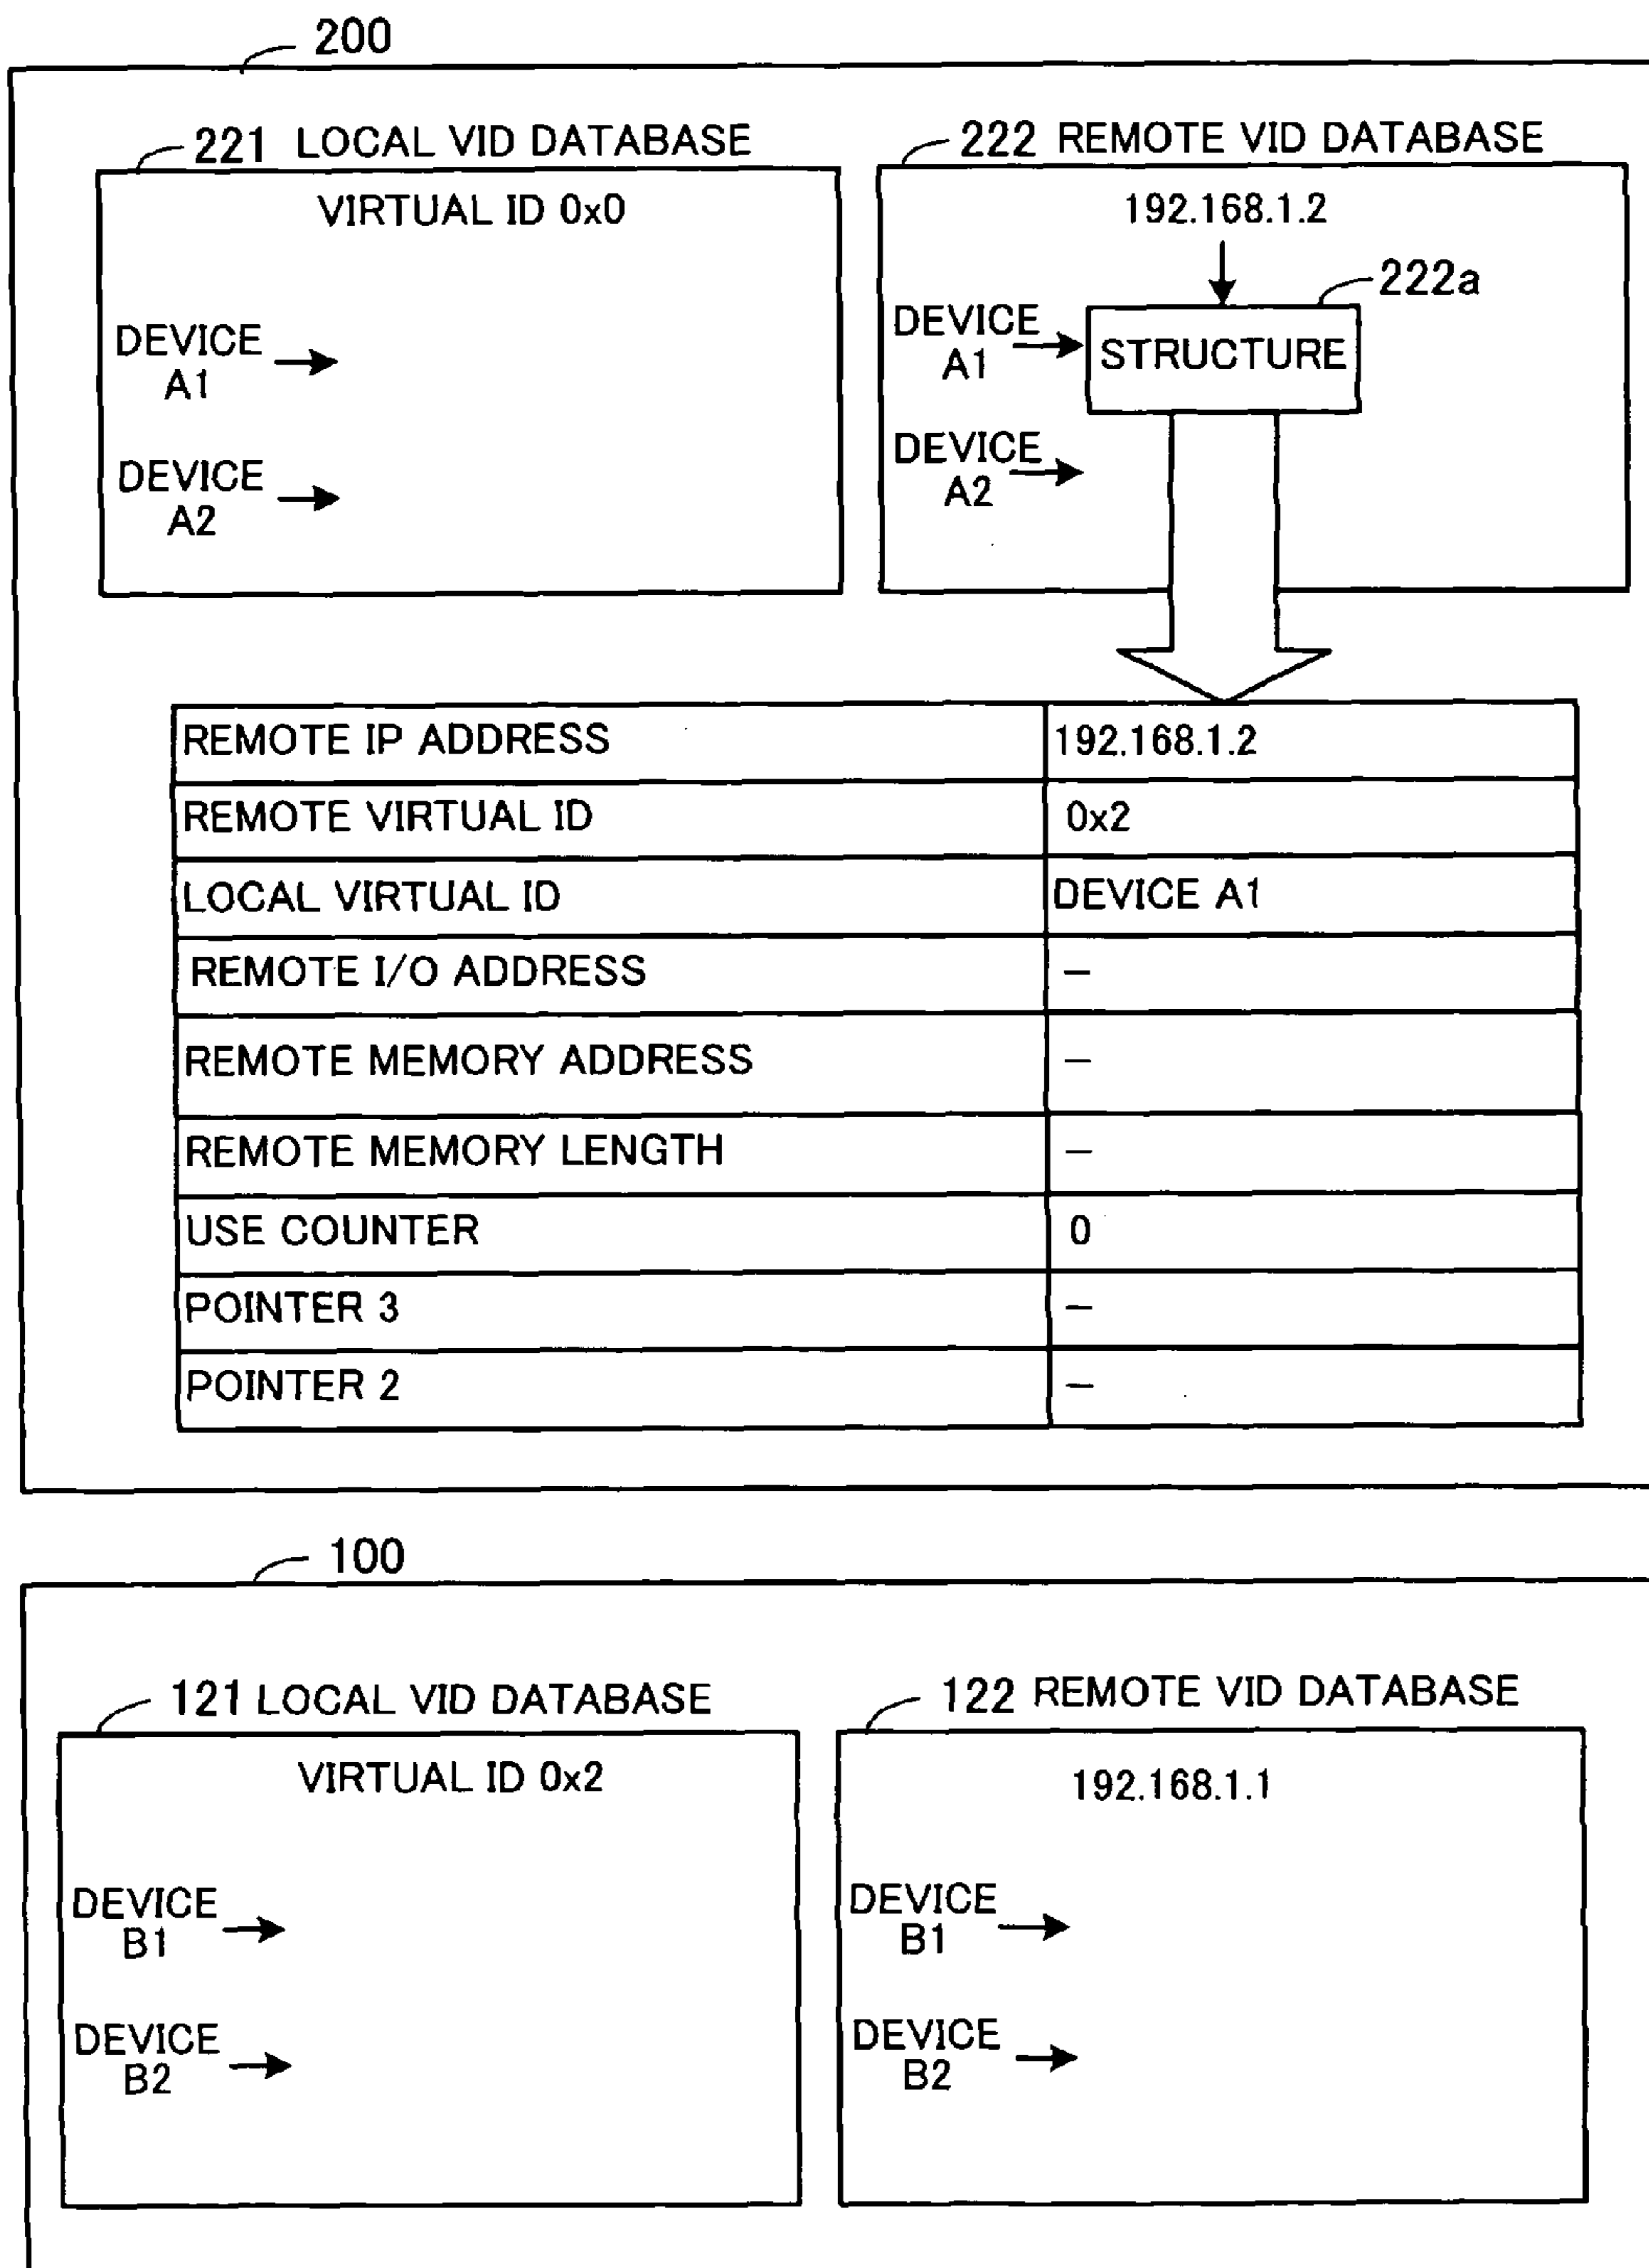 200
221 LOCAL VID DATABASE
VIRTUAL ID 0x0
DEVICE
A1
DEVICE
A2
222 REMOTE VID DATABASE
192.168.1.2
222a
DEVICE
A1
STRUCTURE
DEVICE
A2
REMOTE IP ADDRESS 192.168.1.2
REMOTE VIRTUAL ID 0x2
LOCAL VIRTUAL ID DEVICE A1
REMOTE I/O ADDRESS –
REMOTE MEMORY ADDRESS –
REMOTE MEMORY LENGTH –
USE COUNTER 0
POINTER 3 –
POINTER 2 –
100
121 LOCAL VID DATABASE
VIRTUAL ID 0x2
DEVICE
B1
DEVICE
B2
122 REMOTE VID DATABASE
192.168.1.1
DEVICE
B1
DEVICE
B2